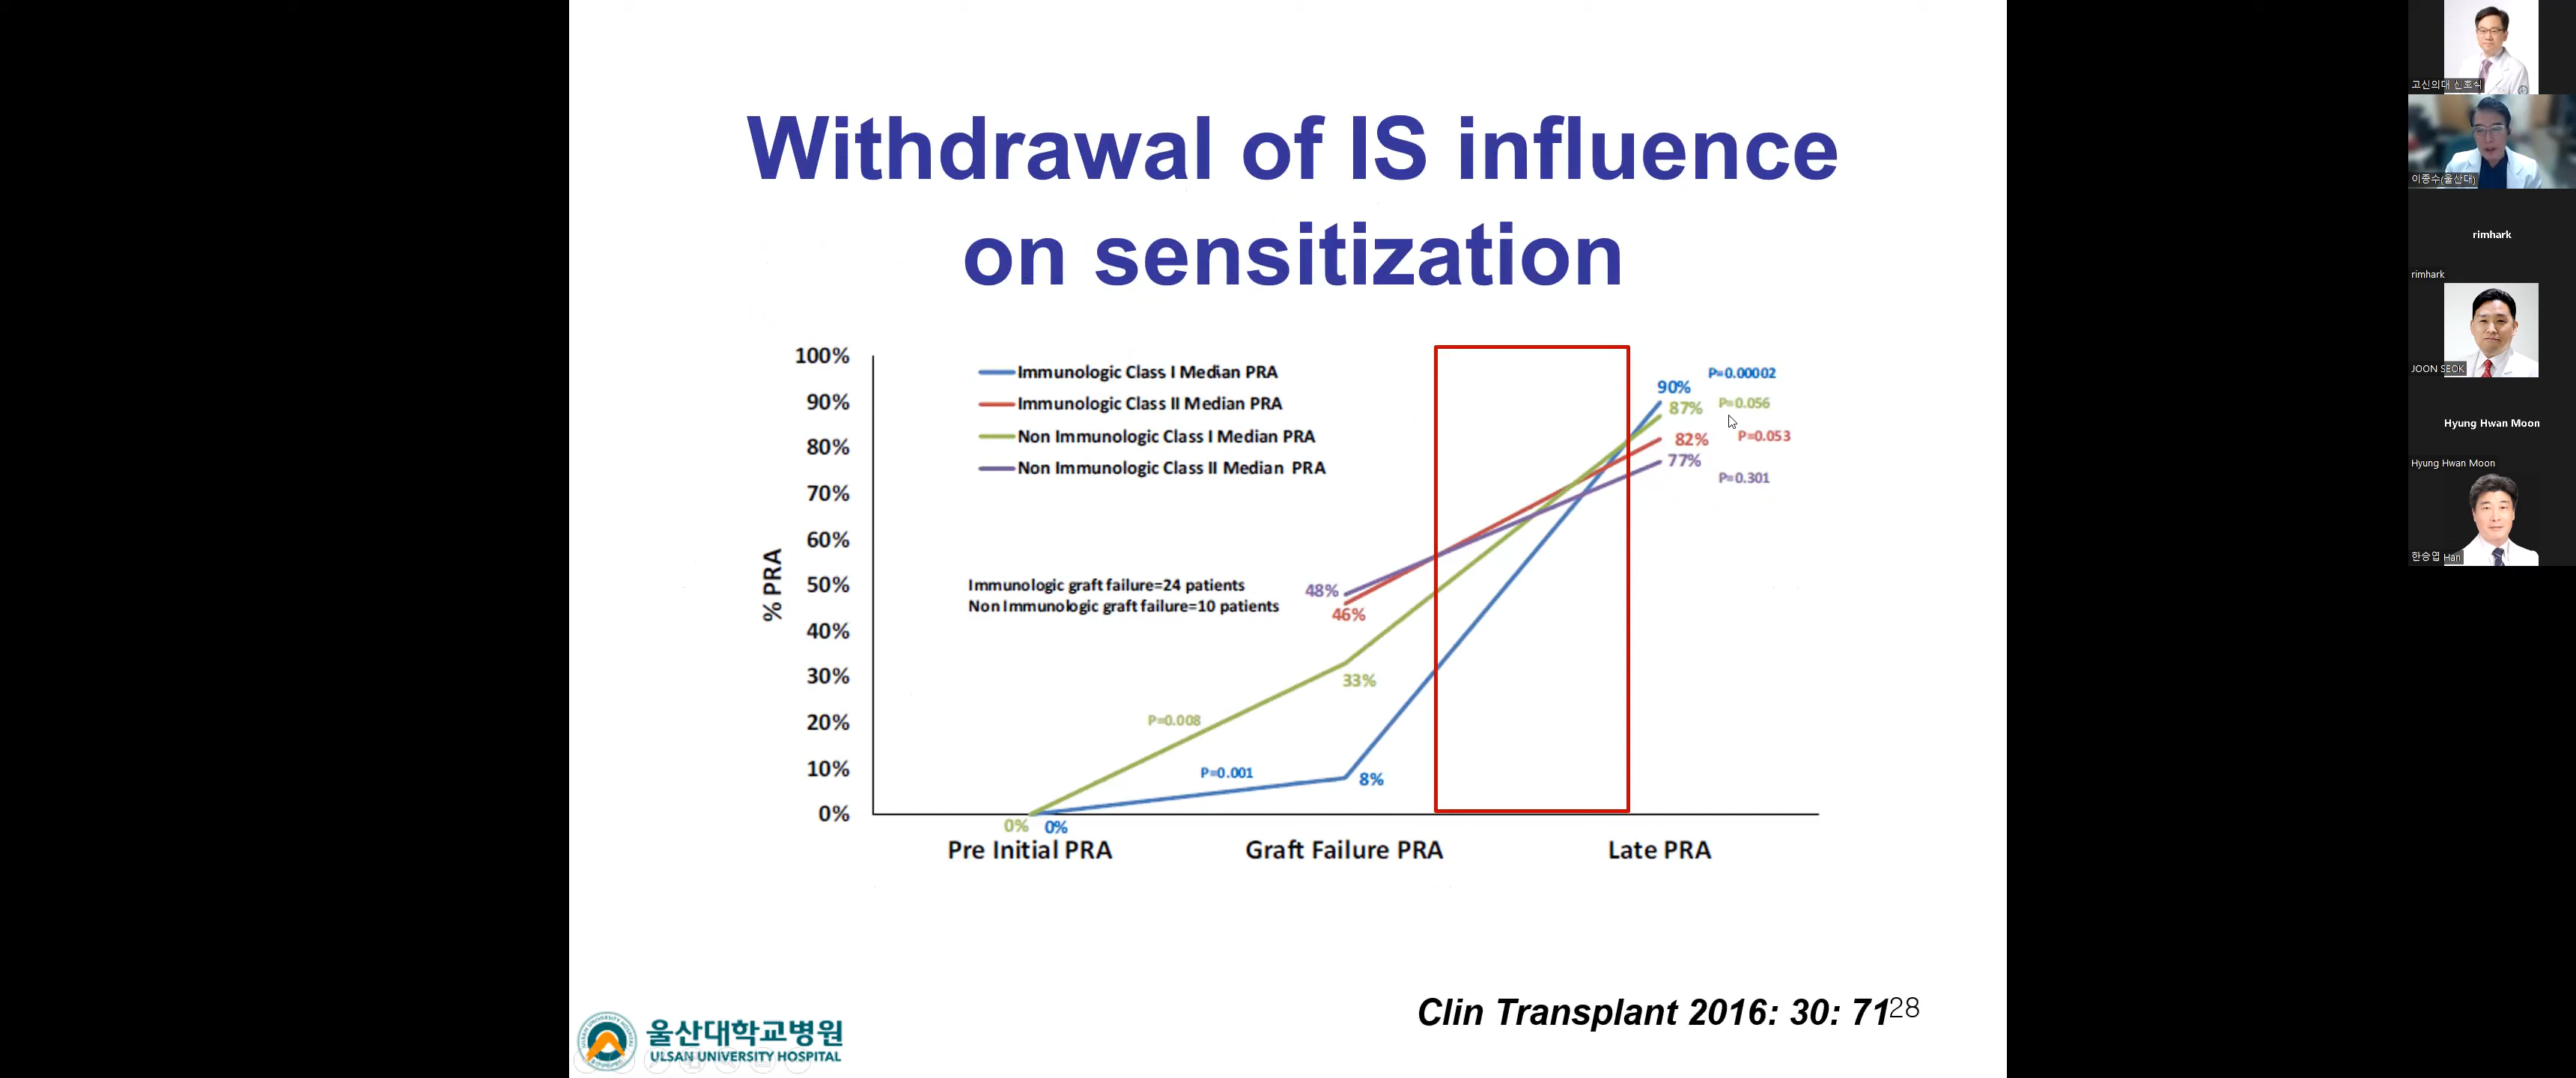 Withdrawal of IS influence
on sensitization
100%
90%
80%
70%
60%
50%
40%
30%
20%
10%
0%
% PRA
Immunologic Class I Median PRA
Immunologic Class II Median PRA
Non Immunologic Class I Median PRA
Non Immunologic Class II Median PRA
Immunologic graft failure=24 patients
Non Immunologic graft failure=10 patients
P=0.00002
90%
87% P=0.056
82% P=0.053
77%
P=0.301
48%
46%
33%
P=0.008
P=0.001
8%
0% 0%
Pre Initial PRA Graft Failure PRA Late PRA
Clin Transplant 2016: 30: 71
28
울산대학교병원
ULSAN UNIVERSITY HOSPITAL
고신의대 신호식
이종수(울산대)
rimhark
rimhark
JOON SEOK
Hyung Hwan Moon
Hyung Hwan Moon
한승엽 Han